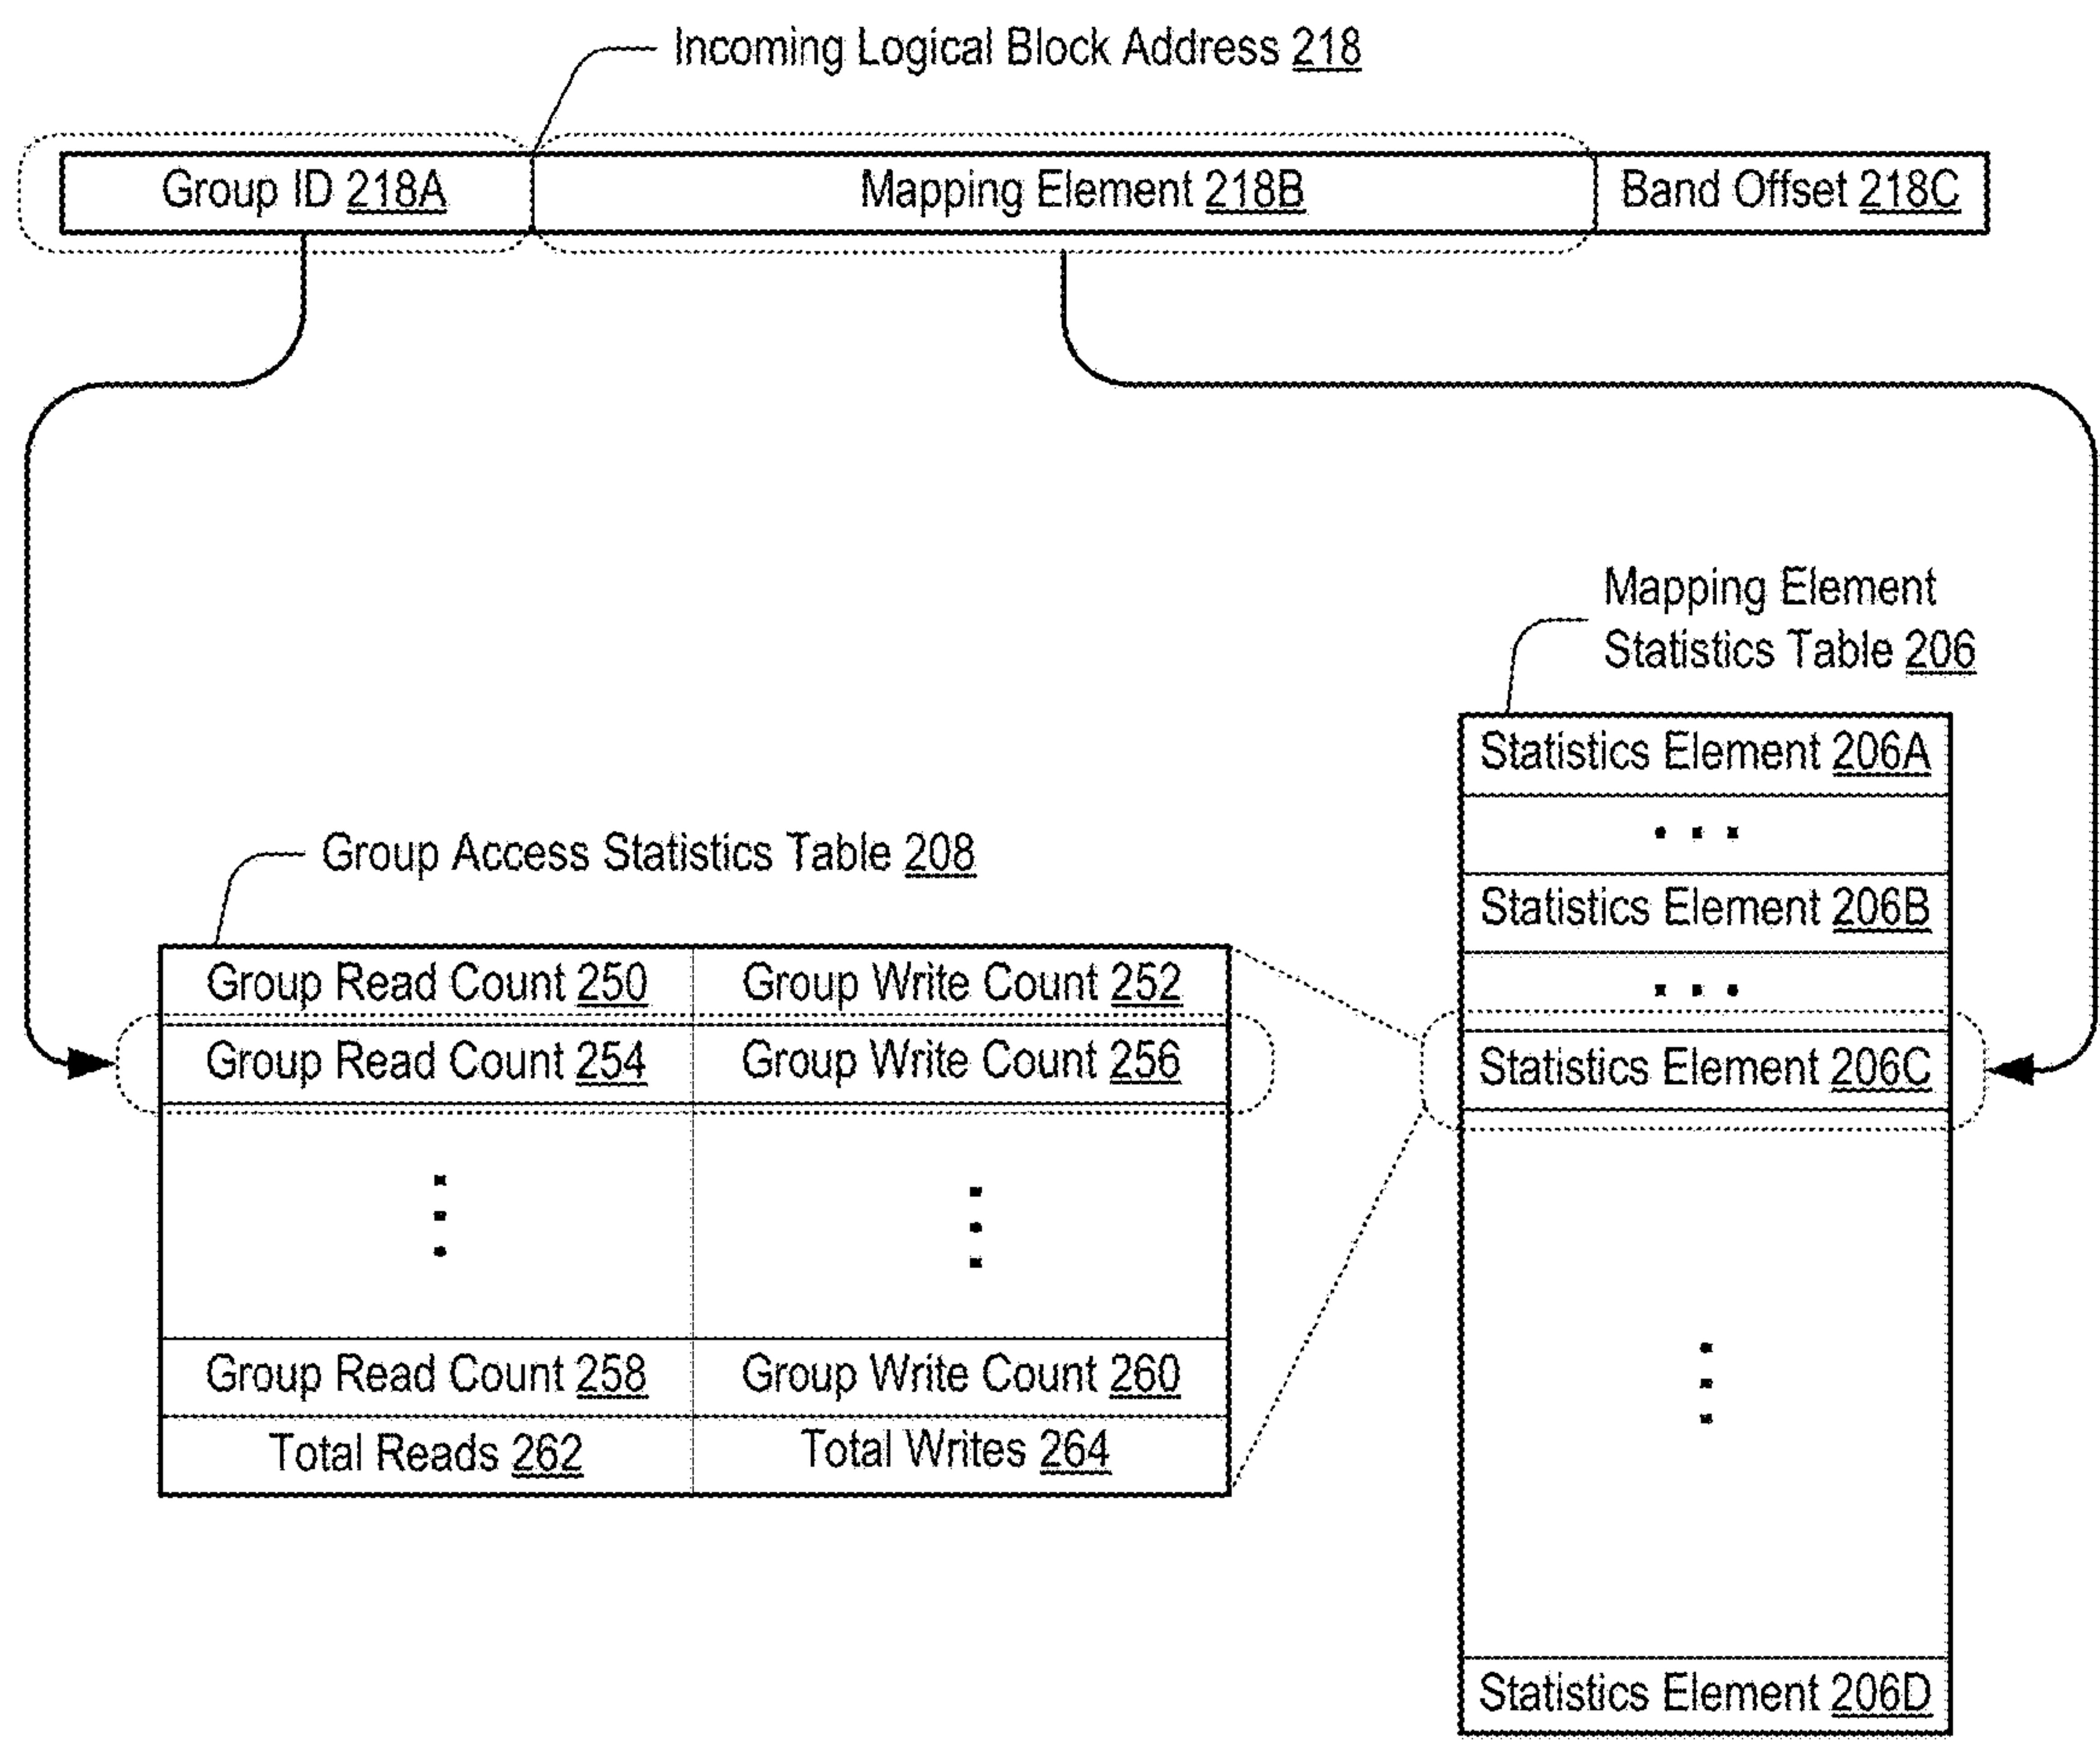 Incoming Logical Block Address 218
Group ID 218A
Mapping Element 218B
Band Offset 218C
Mapping Element
Statistics Table 206
Statistics Element 206A
. . .
Statistics Element 206B
. . .
Statistics Element 206C
Statistics Element 206D
Group Access Statistics Table 208
Group Read Count 250
Group Write Count 252
Group Read Count 254
Group Write Count 256
Group Read Count 258
Group Write Count 260
Total Reads 262
Total Writes 264